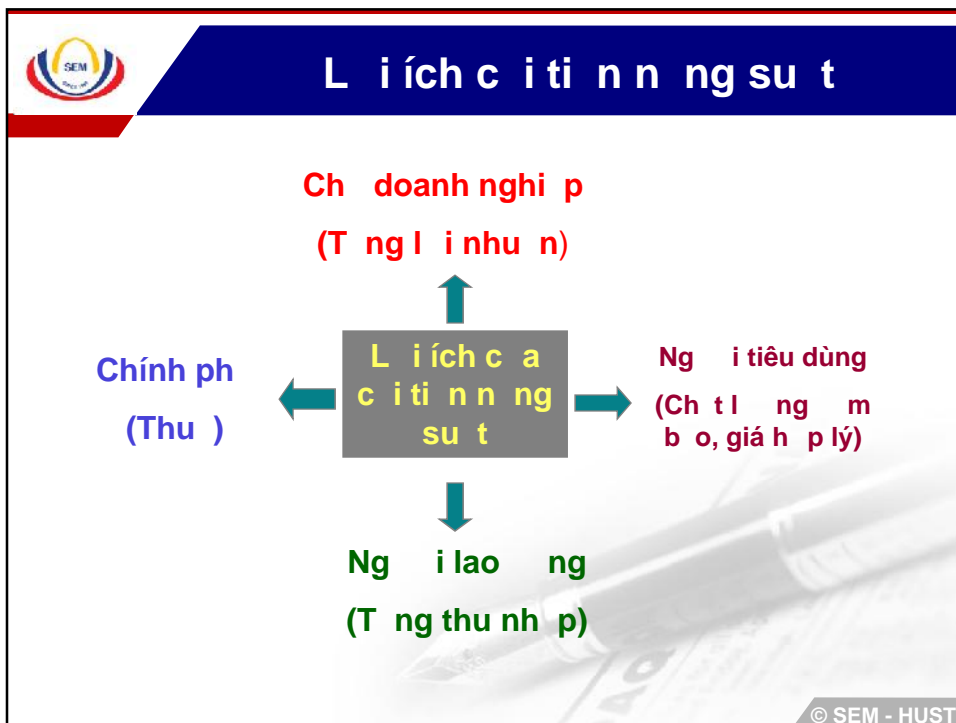 SEM
L i ích c i ti n n ng su t
Ch doanh nghi p
(T ng l i nhu n)
Chính ph
(Thu )
L i ích c a
c i ti n n ng
su t
Ng i tiêu dùng
(Ch t l ng m
b o, giá h p lý)
Ng i lao ng
(T ng thu nh p)
© SEM - HUST